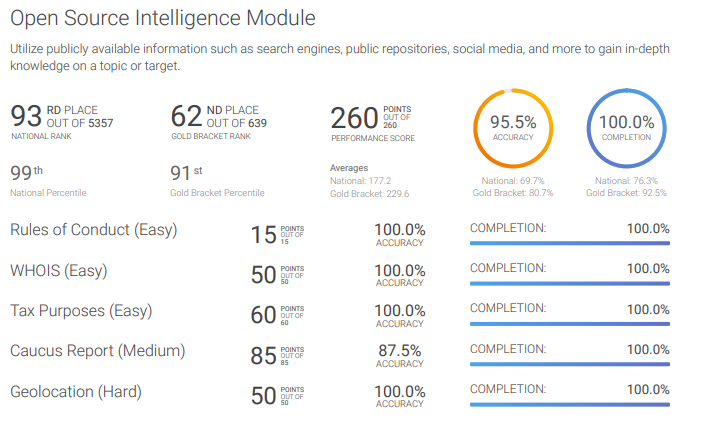 Open Source Intelligence Module
Utilize publicly available information such as search engines, public repositories, social media, and more to gain in-depth
knowledge on a topic or target.
93 RD PLACE OUT OF 5357
NATIONAL RANK
62 ND PLACE OUT OF 639
GOLD BRACKET RANK
260 POINTS OUT OF 260
PERFORMANCE SCORE
95.5%
ACCURACY
100.0%
COMPLETION
99th
National Percentile
91st
Gold Bracket Percentile
Averages
National: 177.2
Gold Bracket: 229.6
National: 69.7%
Gold Bracket: 80.7%
National: 76.3%
Gold Bracket: 92.5%
Rules of Conduct (Easy)
15 POINTS OUT OF 15
100.0%
ACCURACY
COMPLETION: 100.0%
WHOIS (Easy)
50 POINTS OUT OF 50
100.0%
ACCURACY
COMPLETION: 100.0%
Tax Purposes (Easy)
60 POINTS OUT OF 60
100.0%
ACCURACY
COMPLETION: 100.0%
Caucus Report (Medium)
85 POINTS OUT OF 85
87.5%
ACCURACY
COMPLETION: 100.0%
Geolocation (Hard)
50 POINTS OUT OF 50
100.0%
ACCURACY
COMPLETION: 100.0%